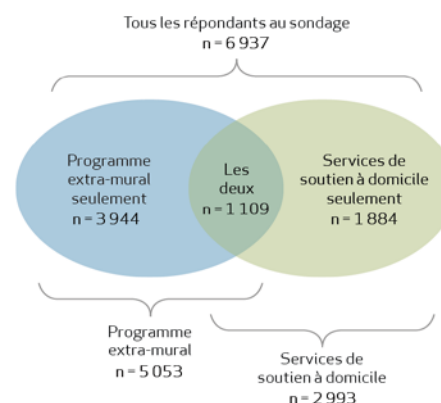 Tous les répondants au sondage
n = 6 937
Programme
extra-mural
seulement
n = 3 944
Les
deux
n = 1 109
Services de
soutien à domicile
seulement
n = 1 884
Programme
extra-mural
n = 5 053
Services de
soutien à domicile
n = 2 993